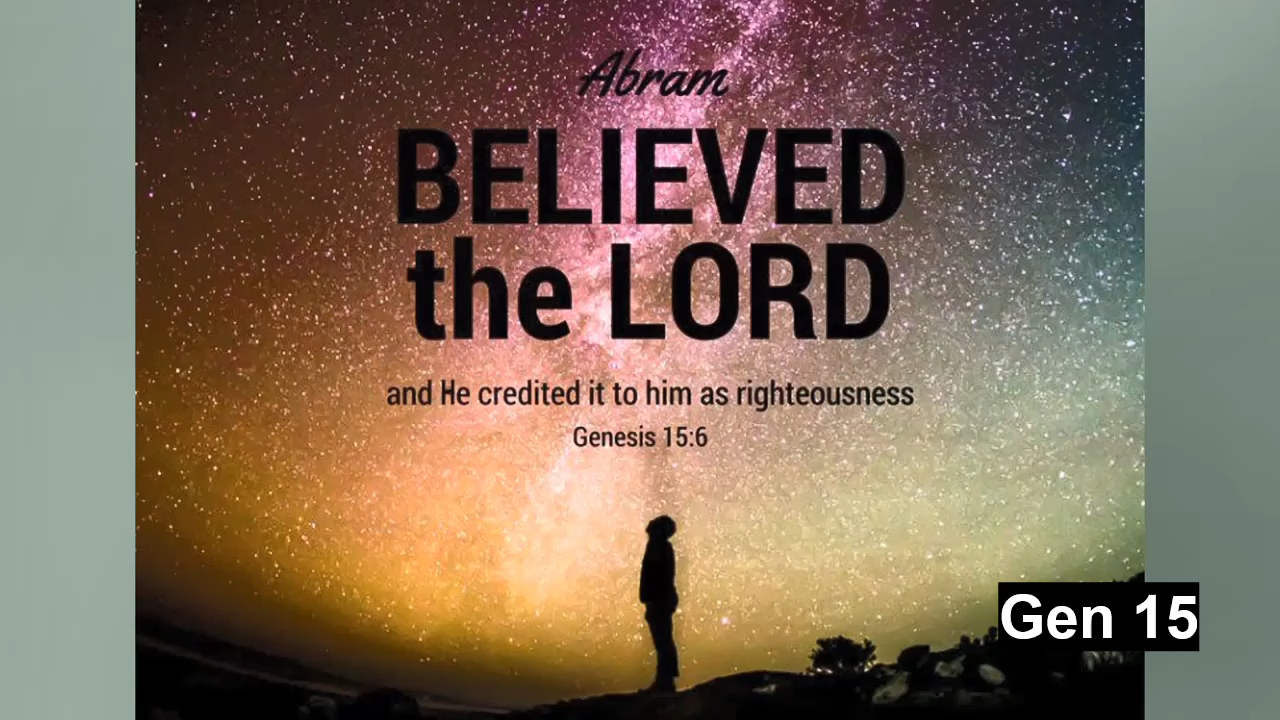 Abram
BELIEVED
the LORD
and He credited it to him as righteousness
Genesis 15:6
Gen 15